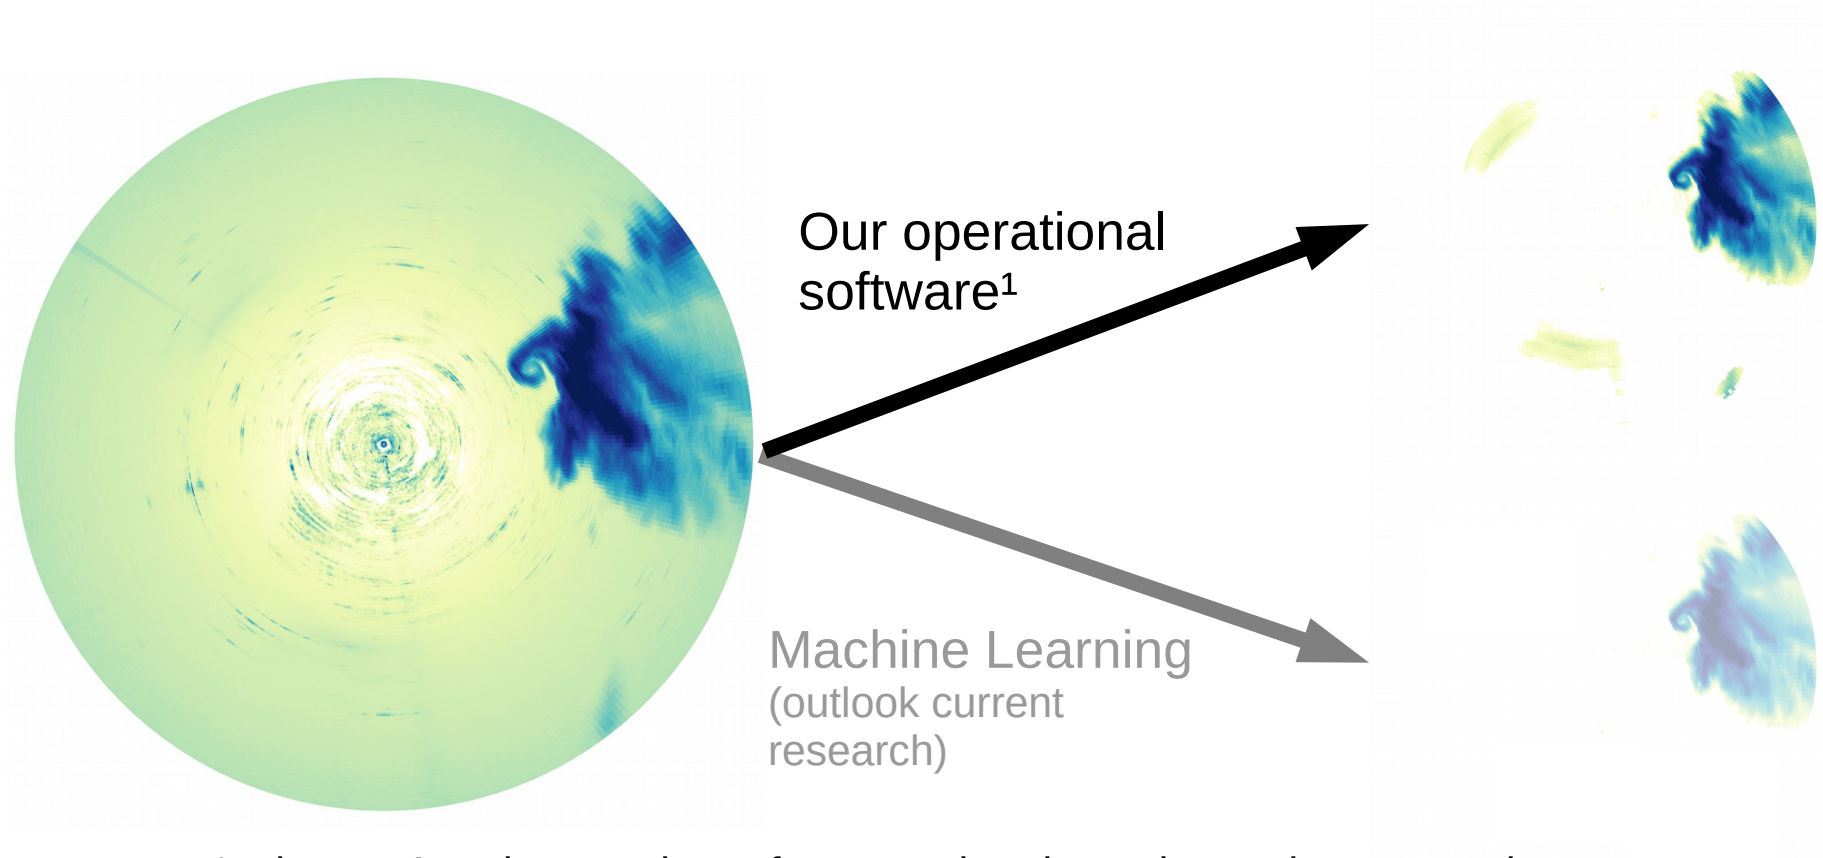 Our operational
software¹
Machine Learning
(outlook current
research)